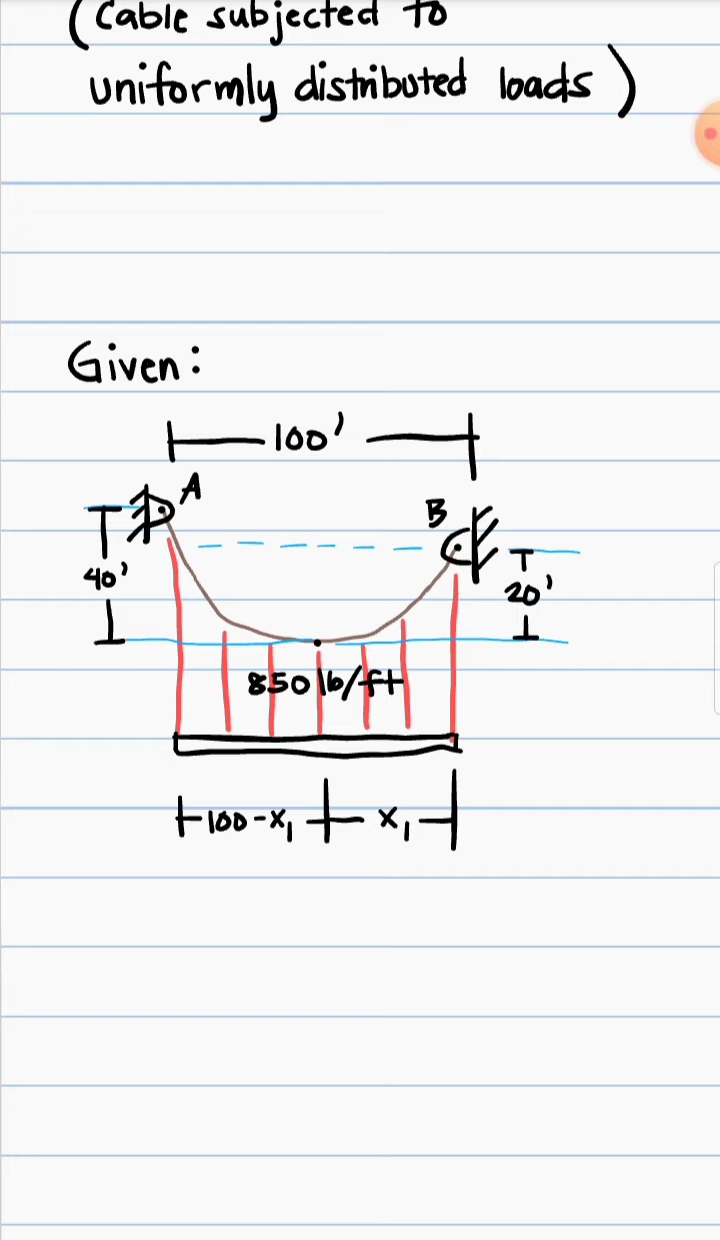 (Cable subjected to
uniformly distributed loads)
Given:
100'
A
B
40'
20'
850 lb/ft
100-x₁
x₁